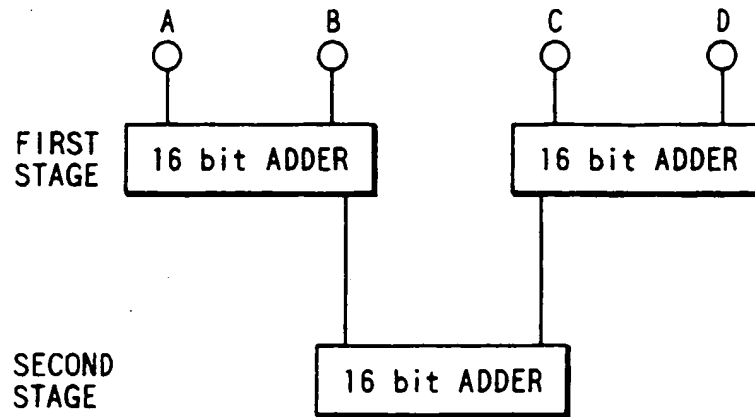 A B C D
FIRST
STAGE
16 bit ADDER 16 bit ADDER
SECOND
STAGE
16 bit ADDER